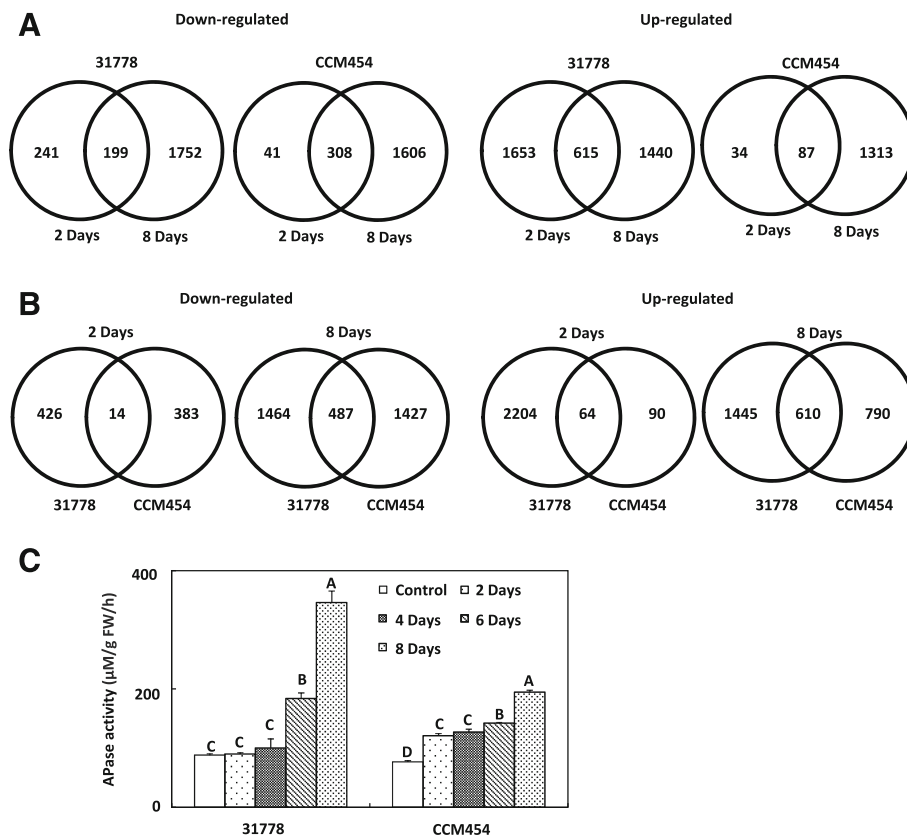 A
Down-regulated
Up-regulated
31778
CCM454
31778
CCM454
241 199 1752
41 308 1606
1653 615 1440
34 87 1313
2 Days 8 Days
2 Days 8 Days
2 Days 8 Days
2 Days 8 Days
B
Down-regulated
Up-regulated
2 Days
8 Days
2 Days
8 Days
426 14 383
1464 487 1427
2204 64 90
1445 610 790
31778 CCM454
31778 CCM454
31778 CCM454
31778 CCM454
C
APase activity (μM/g FW/h)
400
200
0
Control 2 Days
4 Days 6 Days
8 Days
C C C B A
D C C B A
31778
CCM454